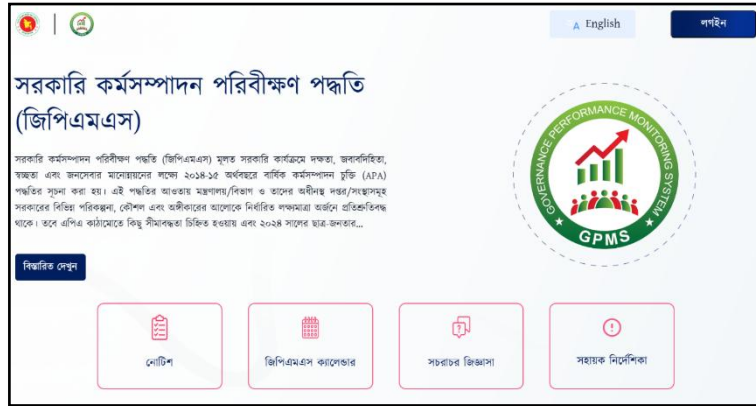 English
লগইন
সরকারি কর্মসম্পাদন পরিবীক্ষণ পদ্ধতি
(জিপিএমএস)
সরকারি কর্মসম্পাদন পরিবীক্ষণ পদ্ধতি (জিপিএমএস) মূলত সরকারি কার্যক্রমে দক্ষতা, জবাবদিহিতা,
স্বচ্ছতা এবং জনসেবার মানোন্নয়নের লক্ষ্যে ২০১৪-১৫ অর্থবছরে বার্ষিক কর্মসম্পাদন চুক্তি (APA)
পদ্ধতির সূচনা করা হয়। এই পদ্ধতির আওতায় মন্ত্রণালয়/বিভাগ ও তাদের অধীনস্থ দপ্তর/সংস্থাসমূহ
সরকারের বিভিন্ন পরিকল্পনা, কৌশল এবং অঙ্গীকারের আলোকে নির্ধারিত লক্ষ্যমাত্রা অর্জনে প্রতিশ্রুতিবদ্ধ
থাকে। তবে এপিএ কাঠামোতে কিছু সীমাবদ্ধতা চিহ্নিত হওয়ায় এবং ২০২৪ সালের ছাত্র-জনতার...
বিস্তারিত দেখুন
GOVERNANCE PERFORMANCE MONITORING SYSTEM
GPMS
নোটিশ
জিপিএমএস ক্যালেন্ডার
সচরাচর জিজ্ঞাসা
সহায়ক নির্দেশিকা